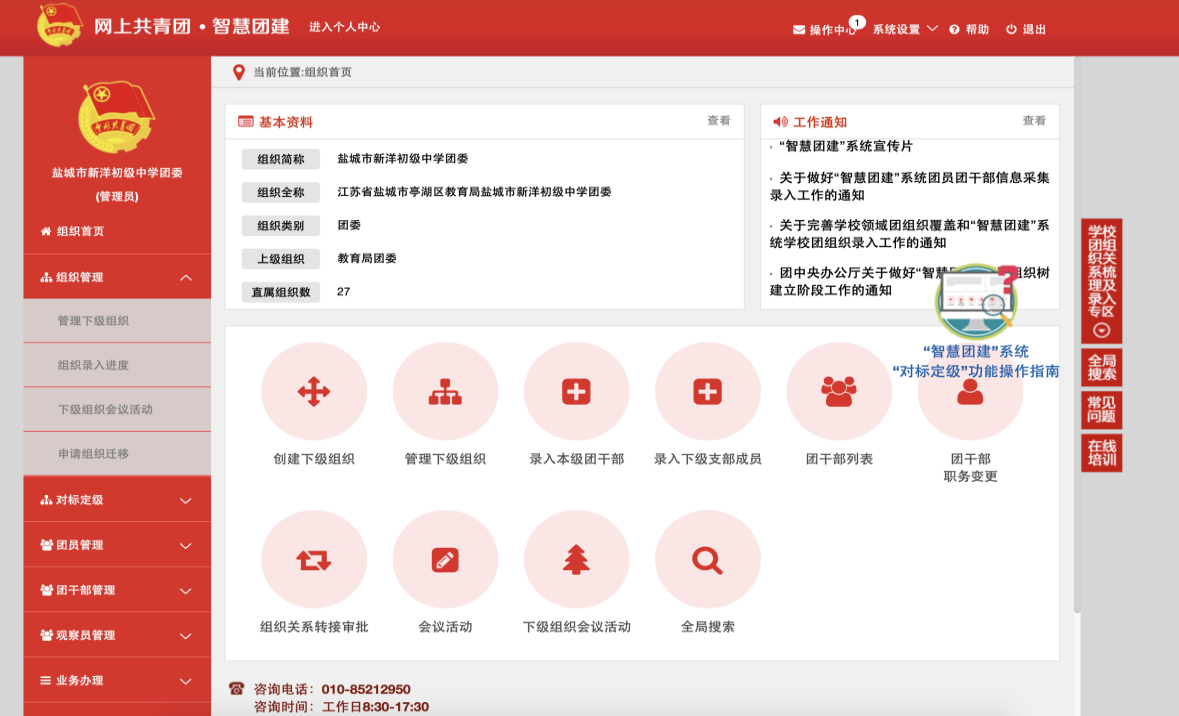 网上共青团·智慧团建 进入个人中心
操作中心 1 系统设置 帮助 退出
中国共青团
盐城市新洋初级中学团委
(管理员)
组织首页
组织管理
管理下级组织
组织录入进度
下级组织会议活动
申请组织迁移
对标定级
团员管理
团干部管理
观察员管理
业务办理
当前位置:组织首页
基本资料 查看
组织简称 盐城市新洋初级中学团委
组织全称 江苏省盐城市亭湖区教育局盐城市新洋初级中学团委
组织类别 团委
上级组织 教育局团委
直属组织数 27
工作通知 查看
· “智慧团建”系统宣传片
· 关于做好“智慧团建”系统团员团干部信息采集
录入工作的通知
· 关于完善学校领域团组织覆盖和“智慧团建”系
统学校团组织录入工作的通知
· 团中央办公厅关于做好“智慧 组织树
建立阶段工作的通知
“智慧团建”系统
“对标定级”功能操作指南
创建下级组织
管理下级组织
录入本级团干部
录入下级支部成员
团干部列表
团干部
职务变更
组织关系转接审批
会议活动
下级组织会议活动
全局搜索
咨询电话：010-85212950
咨询时间：工作日8:30-17:30
学校
团组
织关
系统
理及
录入
专区
全局
搜索
常见
问题
在线
培训